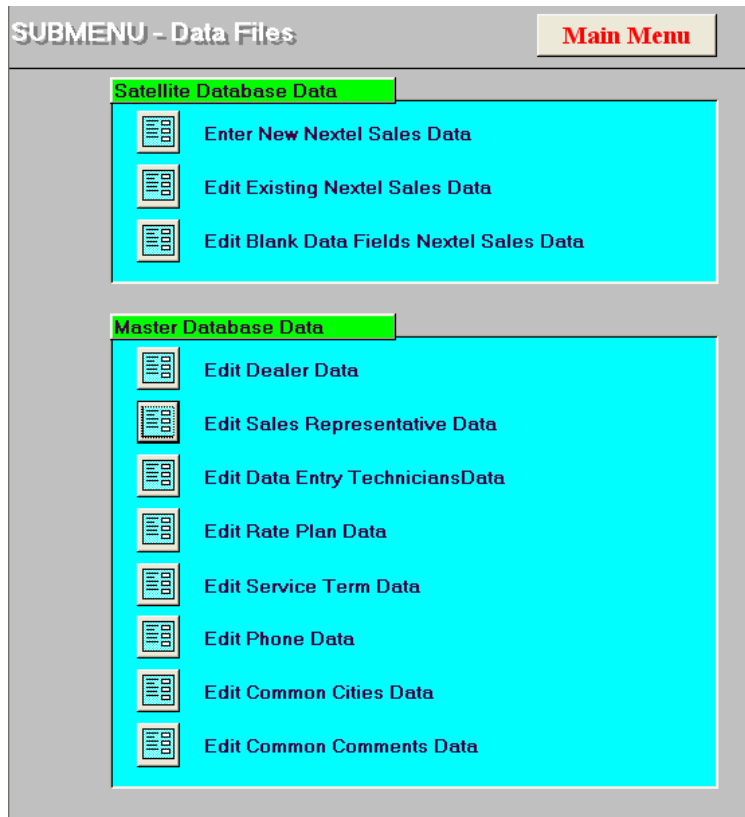 SUBMENU - Data Files
Main Menu
Satellite Database Data
Enter New Nextel Sales Data
Edit Existing Nextel Sales Data
Edit Blank Data Fields Nextel Sales Data
Master Database Data
Edit Dealer Data
Edit Sales Representative Data
Edit Data Entry TechniciansData
Edit Rate Plan Data
Edit Service Term Data
Edit Phone Data
Edit Common Cities Data
Edit Common Comments Data